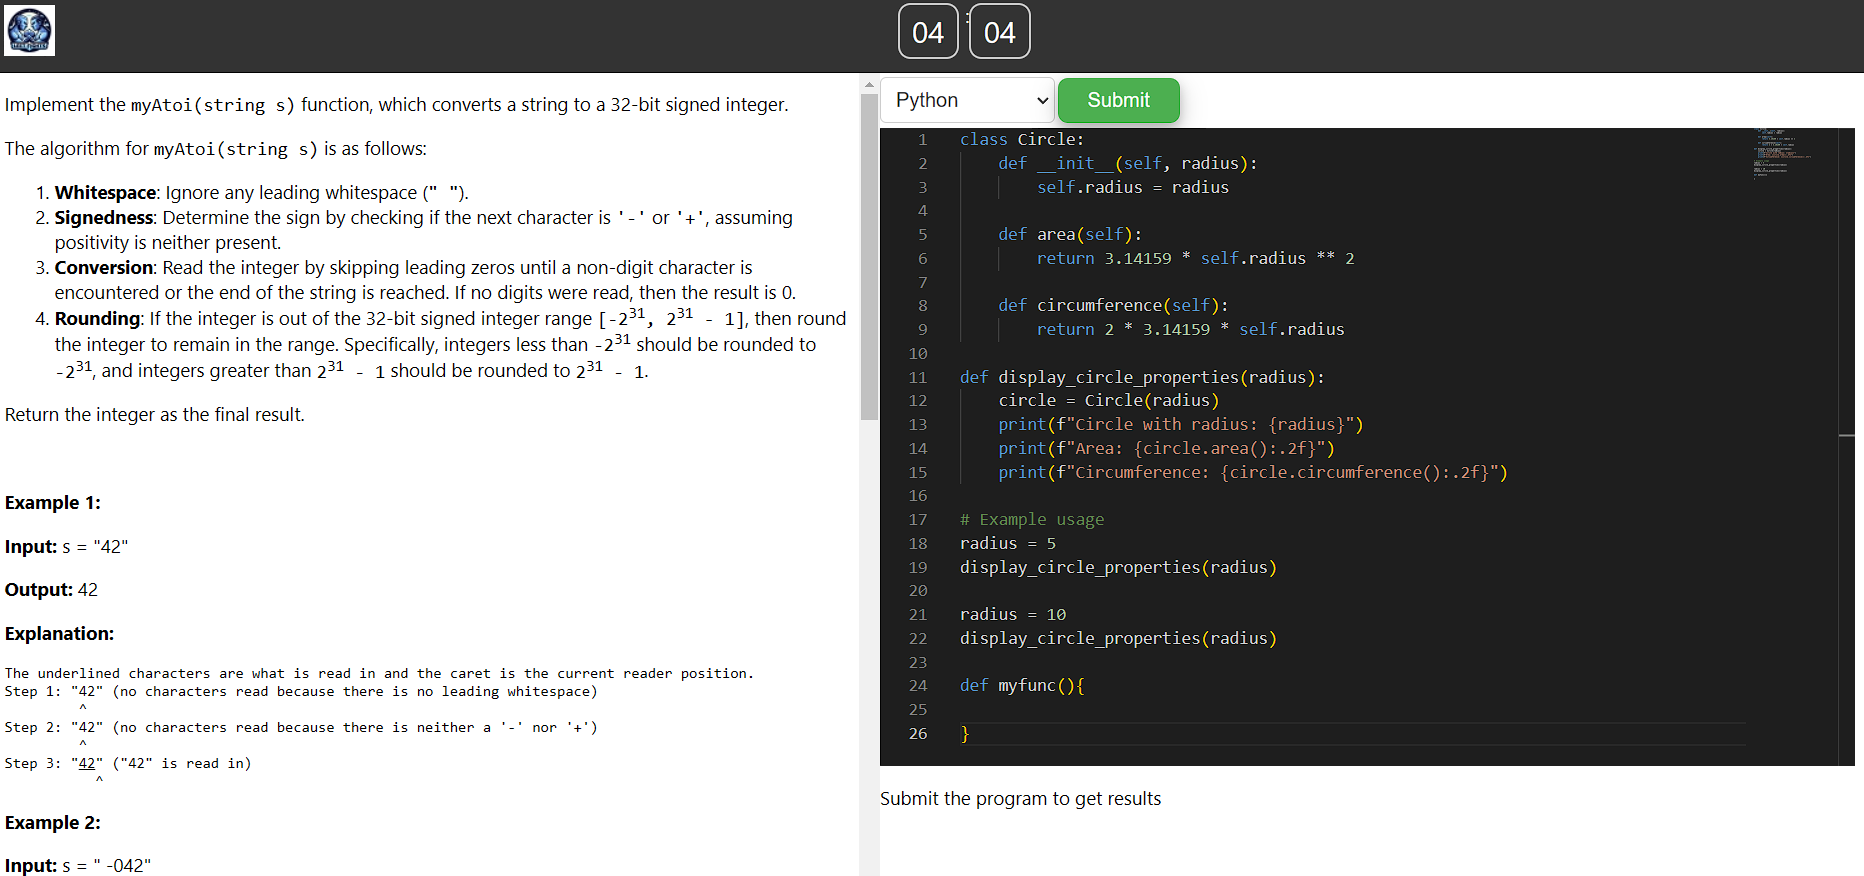 04 : 04
Implement the myAtoi(string s) function, which converts a string to a 32-bit signed integer.
The algorithm for myAtoi(string s) is as follows:
1. Whitespace: Ignore any leading whitespace (" ").
2. Signedness: Determine the sign by checking if the next character is '-' or '+', assuming
positivity is neither present.
3. Conversion: Read the integer by skipping leading zeros until a non-digit character is
encountered or the end of the string is reached. If no digits were read, then the result is 0.
4. Rounding: If the integer is out of the 32-bit signed integer range [-2³¹, 2³¹ - 1], then round
the integer to remain in the range. Specifically, integers less than -2³¹ should be rounded to
-2³¹, and integers greater than 2³¹ - 1 should be rounded to 2³¹ - 1.
Return the integer as the final result.
Example 1:
Input: s = "42"
Output: 42
Explanation:
The underlined characters are what is read in and the caret is the current reader position.
Step 1: "42" (no characters read because there is no leading whitespace)
^
Step 2: "42" (no characters read because there is neither a '-' nor '+')
^
Step 3: "42" ("42" is read in)
^
Example 2:
Input: s = " -042"
Python
Submit
1 class Circle:
2 def __init__(self, radius):
3 self.radius = radius
4
5 def area(self):
6 return 3.14159 * self.radius ** 2
7
8 def circumference(self):
9 return 2 * 3.14159 * self.radius
10
11 def display_circle_properties(radius):
12 circle = Circle(radius)
13 print(f"Circle with radius: {radius}")
14 print(f"Area: {circle.area():.2f}")
15 print(f"Circumference: {circle.circumference():.2f}")
16
17 # Example usage
18 radius = 5
19 display_circle_properties(radius)
20
21 radius = 10
22 display_circle_properties(radius)
23
24 def myfunc(){
25
26 }
Submit the program to get results